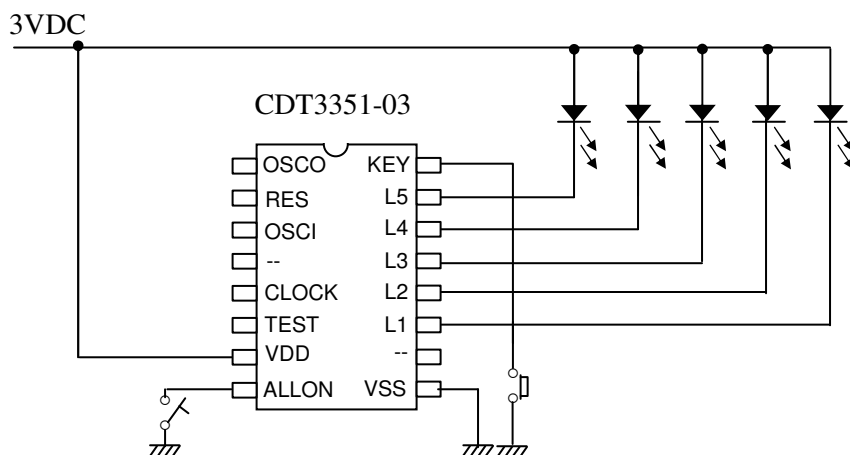 3VDC
CDT3351-03
OSCO KEY
RES L5
OSCI L4
-- L3
CLOCK L2
TEST L1
VDD --
ALLON VSS